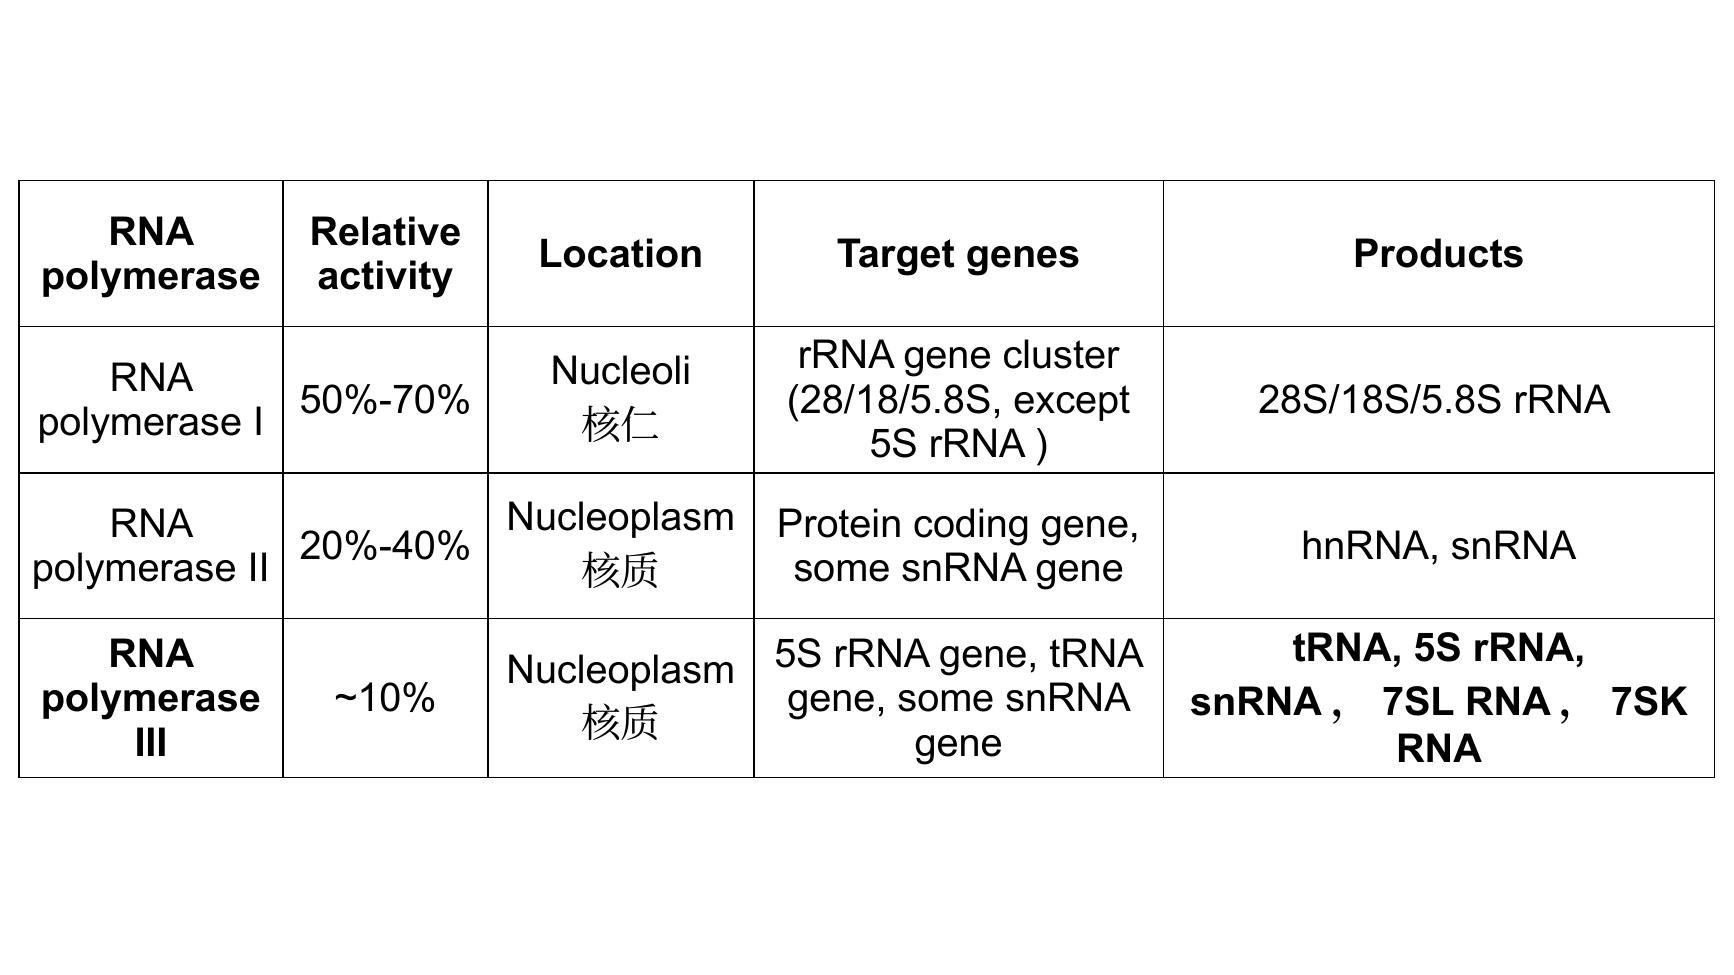 RNA
polymerase
Relative
activity
Location
Target genes
Products
RNA
polymerase I
50%-70%
Nucleoli
核仁
rRNA gene cluster
(28/18/5.8S, except
5S rRNA )
28S/18S/5.8S rRNA
RNA
polymerase II
20%-40%
Nucleoplasm
核质
Protein coding gene,
some snRNA gene
hnRNA, snRNA
RNA
polymerase
III
~10%
Nucleoplasm
核质
5S rRNA gene, tRNA
gene, some snRNA
gene
tRNA, 5S rRNA,
snRNA， 7SL RNA， 7SK
RNA